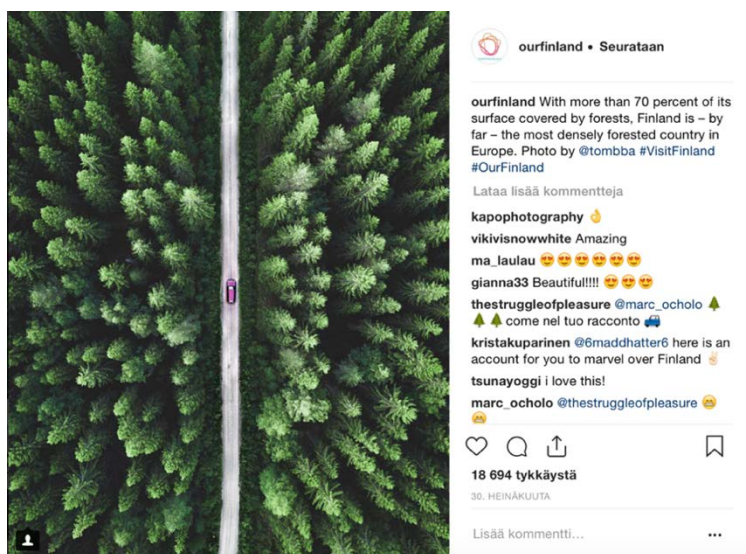 ourfinland • Seurataan
ourfinland With more than 70 percent of its
surface covered by forests, Finland is – by
far – the most densely forested country in
Europe. Photo by @tombba #VisitFinland
#OurFinland
Lataa lisää kommentteja
kapophotography 👌
vikivisnowwhite Amazing
ma_laulau 😍😍😍😍😍😍
gianna33 Beautiful!!!! 😍😍😍
thestruggleofpleasure @marc_ocholo 🌲
🌲🌲come nel tuo racconto 🚙
kristakuparinen @6maddhatter6 here is an
account for you to marvel over Finland ✌🏻
tsunayoggi i love this!
marc_ocholo @thestruggleofpleasure 😁
😁
18 694 tykkäystä
30. HEINÄKUUTA
Lisää kommentti…